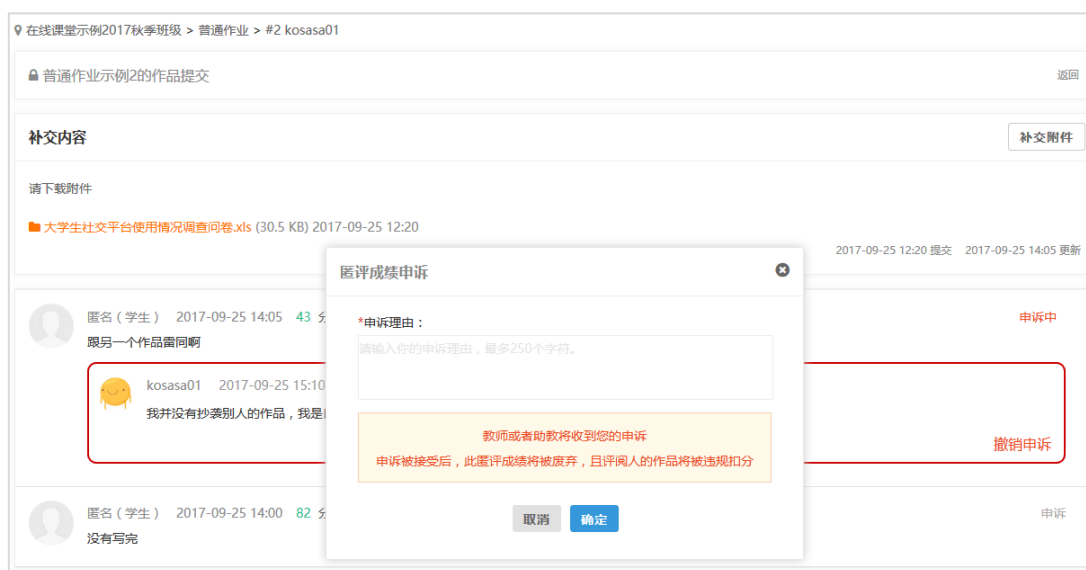 在线课堂示例2017秋季班级 > 普通作业 > #2 kosasa01
普通作业示例2的作品提交
返回
补交内容
补交附件
请下载附件
大学生社交平台使用情况调查问卷.xls (30.5 KB) 2017-09-25 12:20
2017-09-25 12:20 提交 2017-09-25 14:05 更新
匿评成绩申诉
匿名 ( 学生 ) 2017-09-25 14:05 43
申诉中
跟另一个作品雷同啊
*申诉理由：
请输入你的申诉理由，最多250个字符。
kosasa01 2017-09-25 15:10
我并没有抄袭别人的作品，我是
教师或者助教将收到您的申诉
申诉被接受后，此匿评成绩将被废弃，且评阅人的作品将被违规扣分
撤销申诉
取消
确定
匿名 ( 学生 ) 2017-09-25 14:00 82
申诉
没有写完